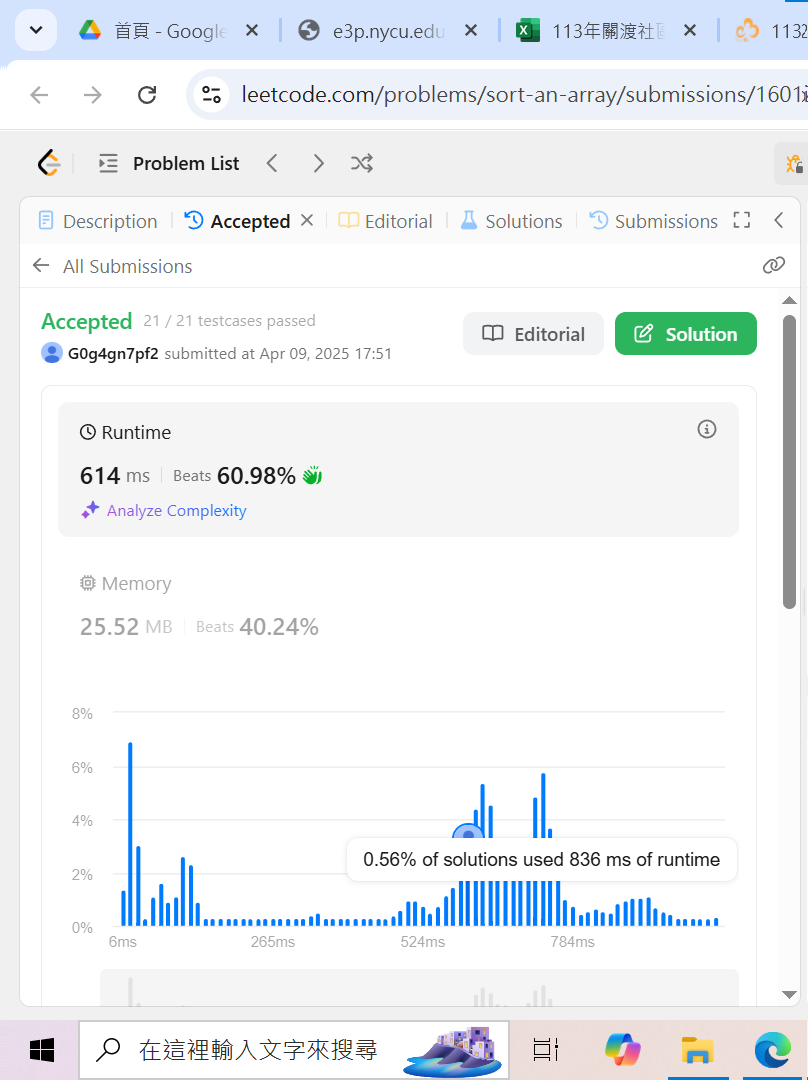 首頁 - Google
e3p.nycu.edu
113年關渡社區
113
leetcode.com/problems/sort-an-array/submissions/1601
Problem List
Description
Accepted
Editorial
Solutions
Submissions
All Submissions
Accepted 21 / 21 testcases passed
G0g4gn7pf2 submitted at Apr 09, 2025 17:51
Editorial
Solution
Runtime
614 ms Beats 60.98%
Analyze Complexity
Memory
25.52 MB Beats 40.24%
8%
6%
4%
0.56% of solutions used 836 ms of runtime
2%
0%
6ms 265ms 524ms 784ms
在這裡輸入文字來搜尋